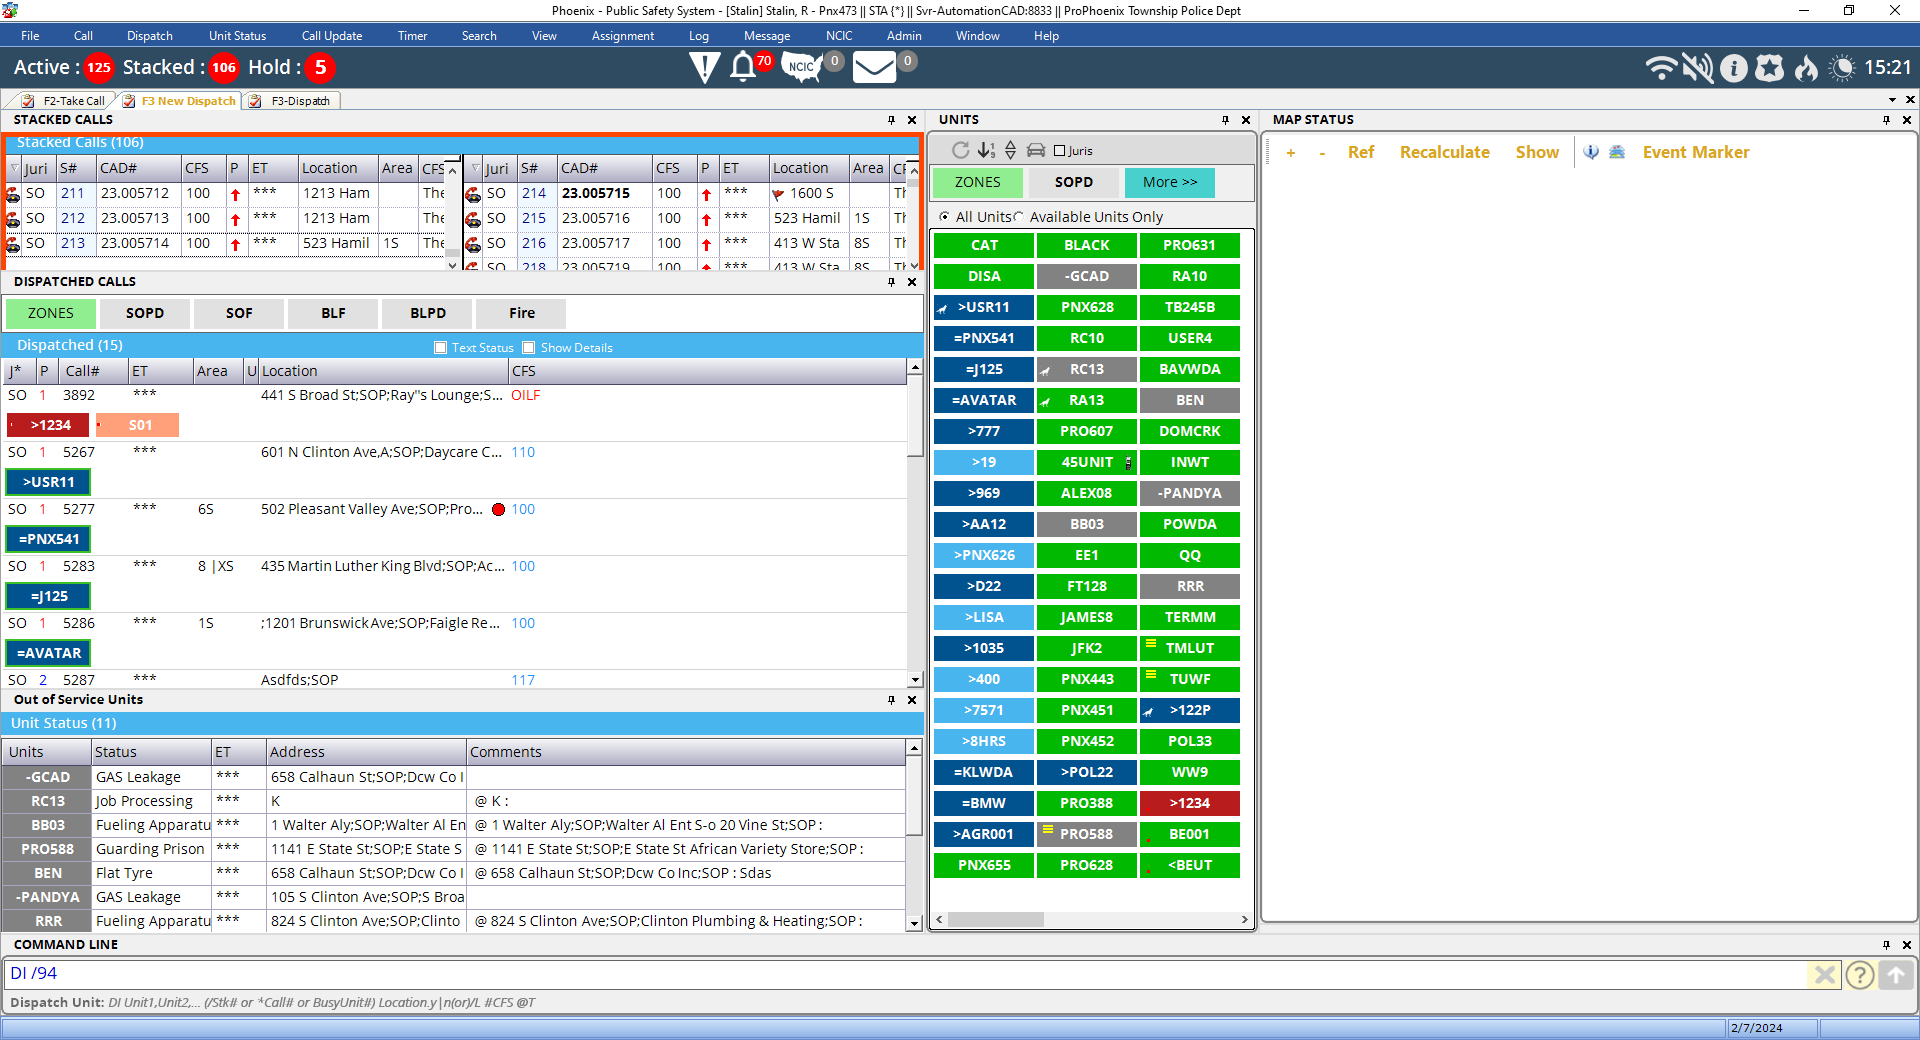 Phoenix - Public Safety System - [Stalin] Stalin, R - Pnx473 || STA {*} || Svr-AutomationCAD:8833 || ProPhoenix Township Police Dept
File Call Dispatch Unit Status Call Update Timer Search View Assignment Log Message NCIC Admin Window Help
Active : 125 Stacked : 106 Hold : 5 70 NCIC 0 0 15:21
F2-Take Call F3 New Dispatch F3-Dispatch
STACKED CALLS
Stacked Calls (106)
Juri S# CAD# CFS P ET Location Area CFS
SO 211 23.005712 100 *** 1213 Ham The
SO 212 23.005713 100 *** 1213 Ham The
SO 213 23.005714 100 *** 523 Hamil 1S The
Juri S# CAD# CFS P ET Location Area CF
SO 214 23.005715 100 *** 1600 S Th
SO 215 23.005716 100 *** 523 Hamil 1S Th
SO 216 23.005717 100 *** 413 W Sta 8S Th
SO 218 23.005719 100 *** 413 W Sta 8S Th
DISPATCHED CALLS
ZONES SOPD SOF BLF BLPD Fire
Dispatched (15) Text Status Show Details
J* P Call# ET Area U Location CFS
SO 1 3892 *** 441 S Broad St;SOP;Ray''s Lounge;S... OILF
>1234 S01
SO 1 5267 *** 601 N Clinton Ave,A;SOP;Daycare C... 110
>USR11
SO 1 5277 *** 6S 502 Pleasant Valley Ave;SOP;Pro... 100
=PNX541
SO 1 5283 *** 8 |XS 435 Martin Luther King Blvd;SOP;Ac... 100
=J125
SO 1 5286 *** 1S ;1201 Brunswick Ave;SOP;Faigle Re... 100
=AVATAR
SO 2 5287 *** Asdfds;SOP 117
Out of Service Units
Unit Status (11)
Units Status ET Address Comments
-GCAD GAS Leakage *** 658 Calhaun St;SOP;Dcw Co I
RC13 Job Processing *** K @ K :
BB03 Fueling Apparatu *** 1 Walter Aly;SOP;Walter Al En @ 1 Walter Aly;SOP;Walter Al Ent S-o 20 Vine St;SOP :
PRO588 Guarding Prison *** 1141 E State St;SOP;E State S @ 1141 E State St;SOP;E State St African Variety Store;SOP :
BEN Flat Tyre *** 658 Calhaun St;SOP;Dcw Co I @ 658 Calhaun St;SOP;Dcw Co Inc;SOP : Sdas
-PANDYA GAS Leakage *** 105 S Clinton Ave;SOP;S Broa
RRR Fueling Apparatu *** 824 S Clinton Ave;SOP;Clinto @ 824 S Clinton Ave;SOP;Clinton Plumbing & Heating;SOP :
UNITS
Juris
ZONES SOPD More >>
All Units Available Units Only
CAT BLACK PRO631
DISA -GCAD RA10
>USR11 PNX628 TB245B
=PNX541 RC10 USER4
=J125 RC13 BAVWDA
=AVATAR RA13 BEN
>777 PRO607 DOMCRK
>19 45UNIT INWT
>969 ALEX08 -PANDYA
>AA12 BB03 POWDA
>PNX626 EE1 QQ
>D22 FT128 RRR
>LISA JAMES8 TERMM
>1035 JFK2 TMLUT
>400 PNX443 TUWF
>7571 PNX451 >122P
>8HRS PNX452 POL33
=KLWDA >POL22 WW9
=BMW PRO388 >1234
>AGR001 PRO588 BE001
PNX655 PRO628 <BEUT
MAP STATUS
+ - Ref Recalculate Show Event Marker
COMMAND LINE
DI /94
Dispatch Unit: DI Unit1,Unit2,... (/Stk# or *Call# or BusyUnit#) Location.y|n(or)/L #CFS @T
2/7/2024